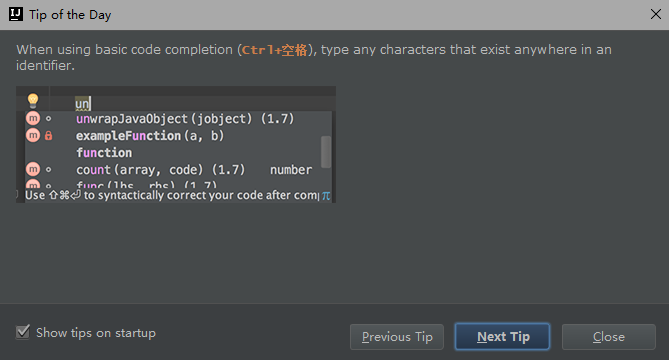 Tip of the Day
When using basic code completion (Ctrl+空格), type any characters that exist anywhere in an
identifier.
un
unwrapJavaObject(jobject) (1.7)
exampleFunction(a, b)
function
count(array, code) (1.7) number
func(lhs, rhs) (1.7)
Use ⇧⌘⏎ to syntactically correct your code after comp π
Show tips on startup
Previous Tip
Next Tip
Close